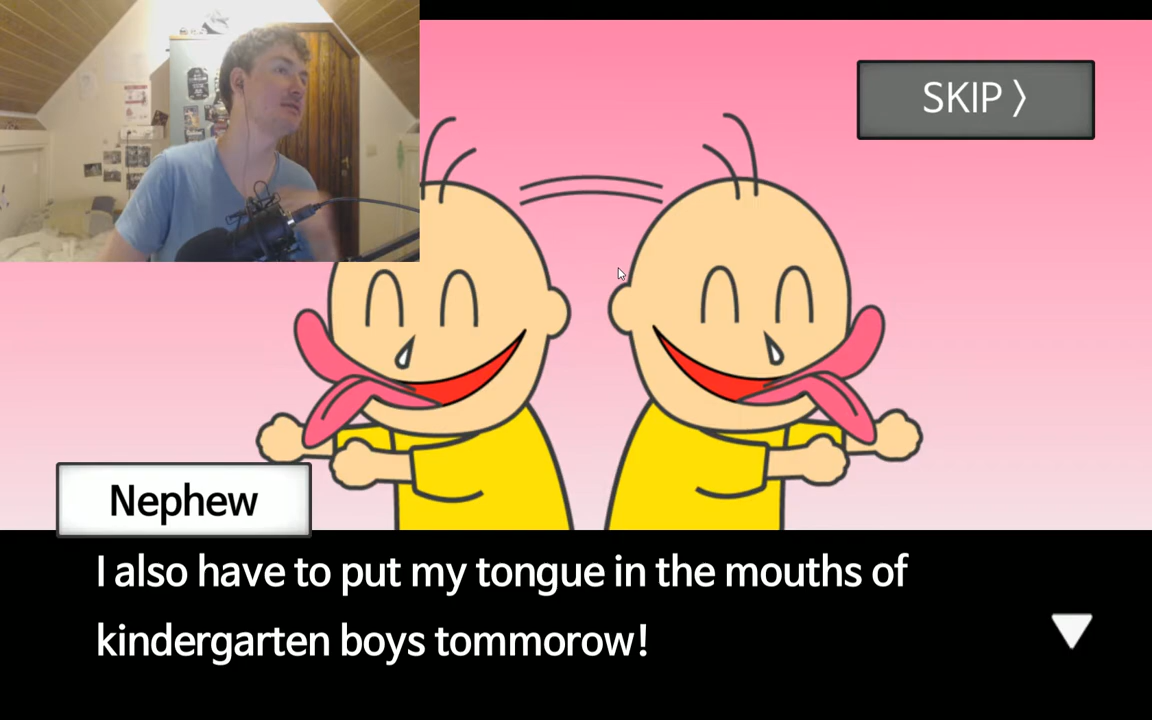 SKIP 〉
Nephew
I also have to put my tongue in the mouths of
kindergarten boys tommorow!